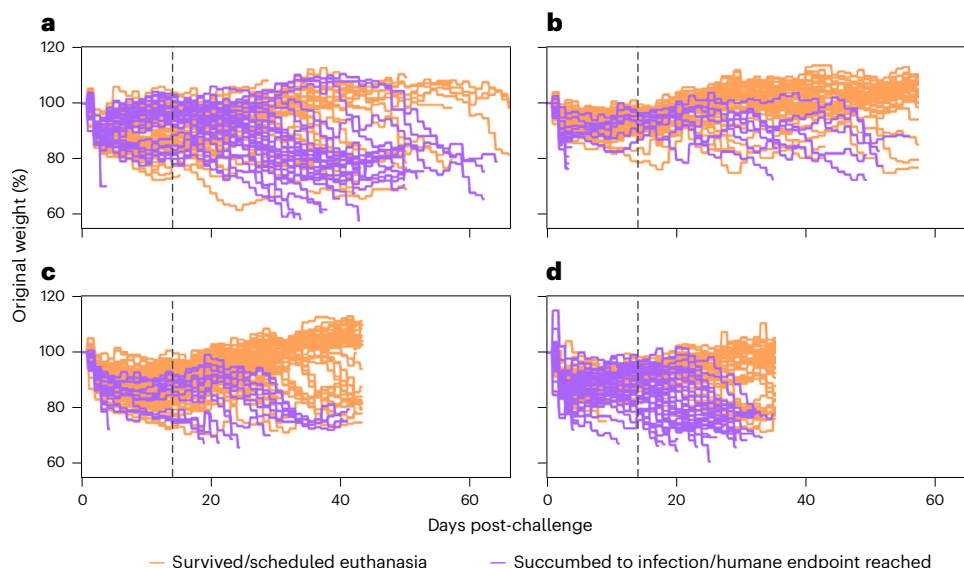 a
b
120
100
80
60
Original weight (%)
c
d
120
100
80
60
0
20
40
60
0
20
40
60
Days post-challenge
Survived/scheduled euthanasia
Succumbed to infection/humane endpoint reached